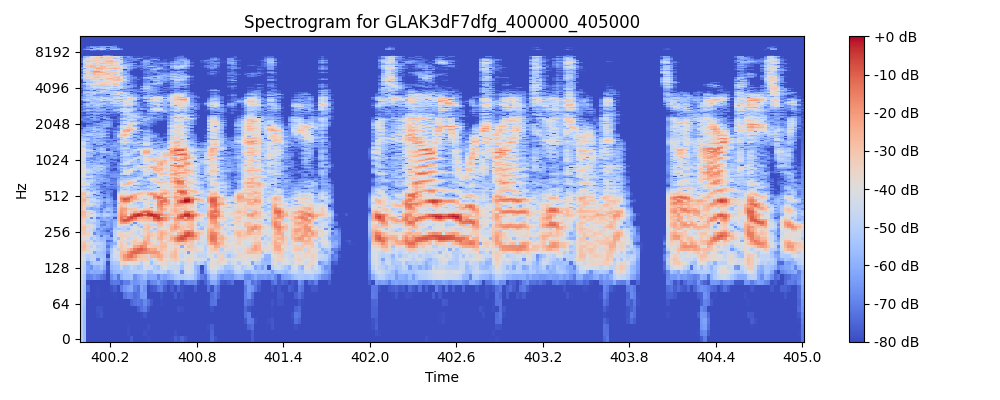 Spectrogram for GLAK3dF7dfg_400000_405000
Hz
8192
4096
2048
1024
512
256
128
64
0
400.2 400.8 401.4 402.0 402.6 403.2 403.8 404.4 405.0
Time
+0 dB
-10 dB
-20 dB
-30 dB
-40 dB
-50 dB
-60 dB
-70 dB
-80 dB